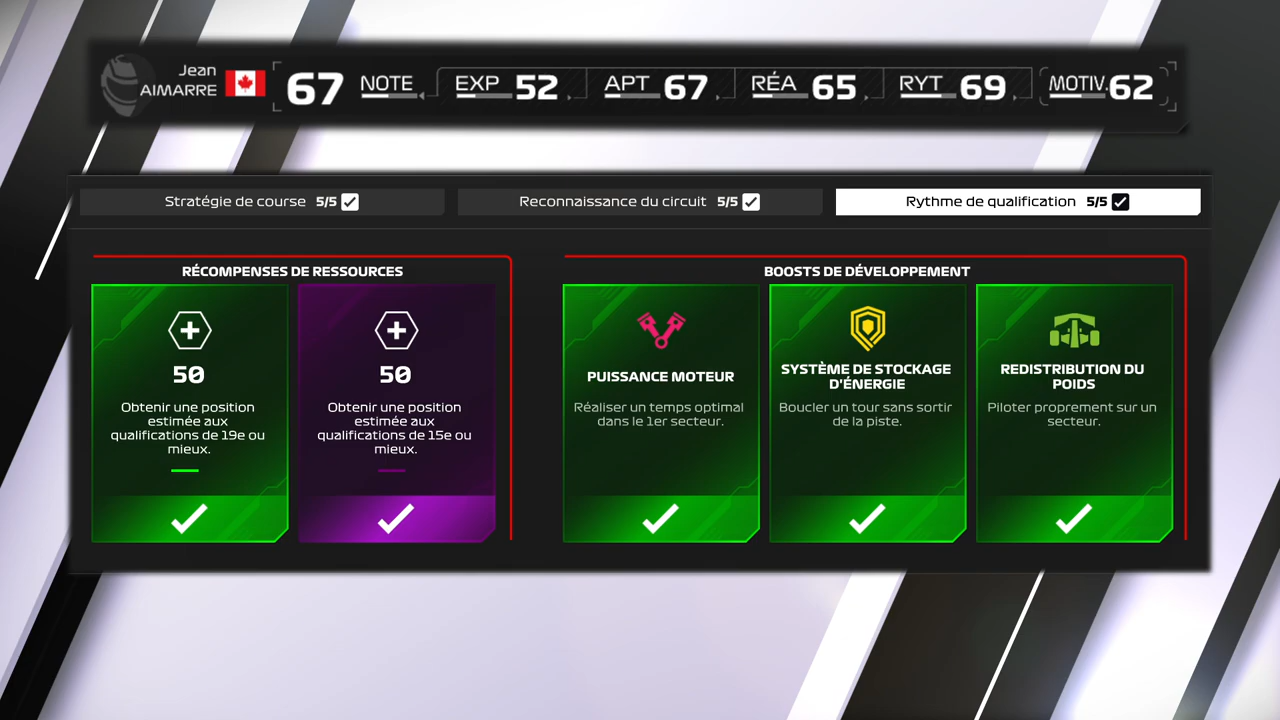 Jean
AIMARRE
67 NOTE EXP 52 APT 67 RÉA 65 RYT 69 MOTIV. 62
Stratégie de course 5/5 Reconnaissance du circuit 5/5 Rythme de qualification 5/5
RÉCOMPENSES DE RESSOURCES
50
Obtenir une position
estimée aux
qualifications de 19e ou
mieux.
50
Obtenir une position
estimée aux
qualifications de 15e ou
mieux.
BOOSTS DE DÉVELOPPEMENT
PUISSANCE MOTEUR
Réaliser un temps optimal
dans le 1er secteur.
SYSTÈME DE STOCKAGE
D'ÉNERGIE
Boucler un tour sans sortir
de la piste.
REDISTRIBUTION DU
POIDS
Piloter proprement sur un
secteur.